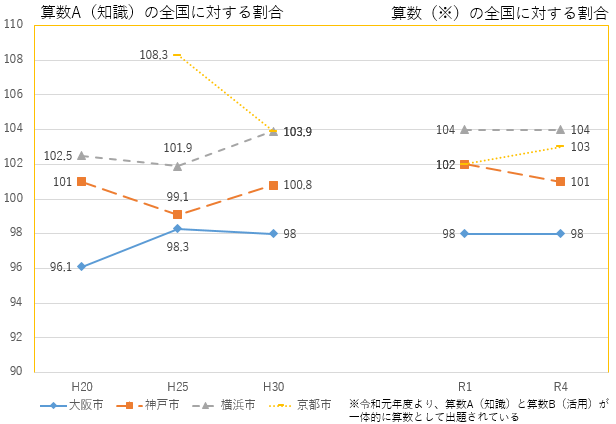 算数A（知識）の全国に対する割合
算数（※）の全国に対する割合
110
108
106
104
102
100
98
96
94
92
90
108.3
103.9
102.5
101.9
101
99.1
100.8
96.1
98.3
98
104
104
103
102
101
98
98
H20
H25
H30
R1
R4
大阪市
神戸市
横浜市
京都市
※令和元年度より、算数A（知識）と算数B（活用）が
一体的に算数として出題されている